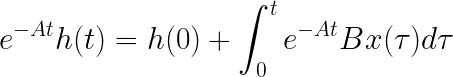 e^{-At}h(t) = h(0) + \int_0^t e^{-At}Bx(\tau)d\tau